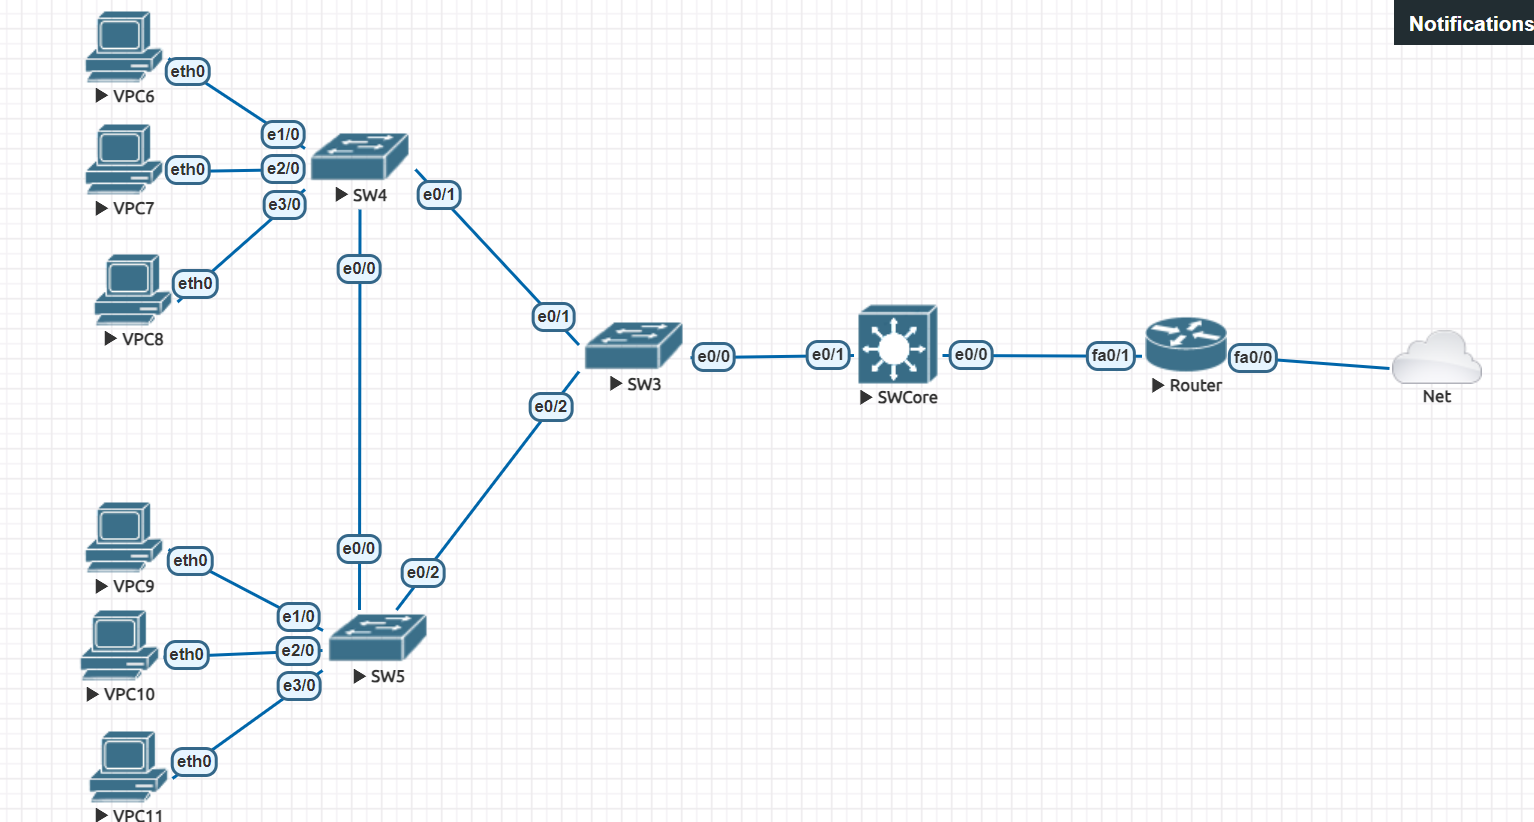 Notifications
eth0
VPC6
e1/0
eth0
e2/0
VPC7
e3/0
SW4
e0/1
eth0
e0/0
VPC8
e0/1
e0/0
e0/1
e0/0
fa0/1
fa0/0
SW3
SWCore
Router
Net
e0/2
e0/0
e0/2
eth0
VPC9
e1/0
eth0
e2/0
SW5
e3/0
VPC10
eth0
VPC11